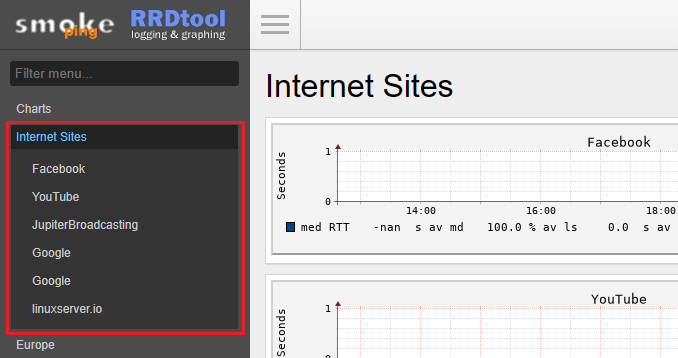 smoke
ping
RRDtool
logging & graphing
Filter menu...
Charts
Internet Sites
Facebook
YouTube
JupiterBroadcasting
Google
Google
linuxserver.io
Europe
Internet Sites
Facebook
Seconds
1
0
14:00 16:00 18:00
med RTT -nan s av md 100.0 % av ls 0.0 s av
YouTube
Seconds
1
0